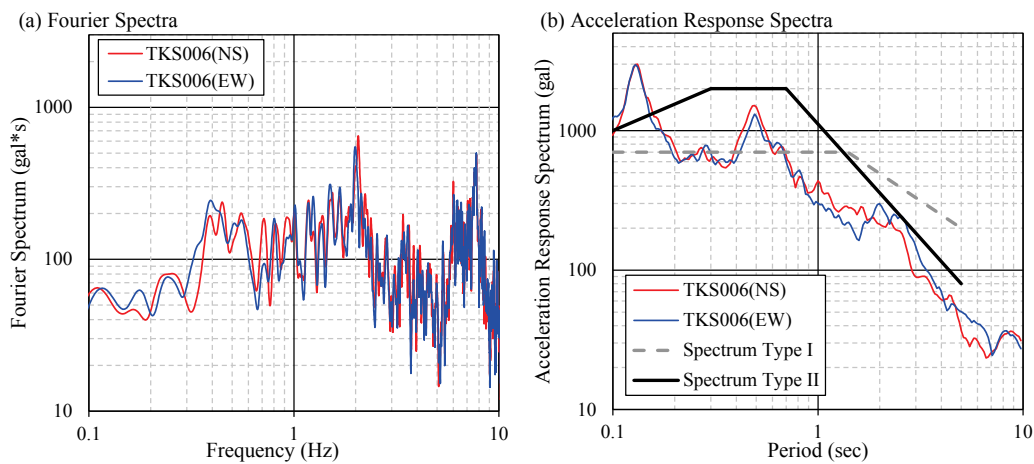 (a) Fourier Spectra
TKS006(NS)
TKS006(EW)
1000
100
10
0.1
1
10
Fourier Spectrum (gal*s)
Frequency (Hz)
(b) Acceleration Response Spectra
1000
100
10
0.1
1
10
Acceleration Response Spectrum (gal)
Period (sec)
TKS006(NS)
TKS006(EW)
Spectrum Type I
Spectrum Type II